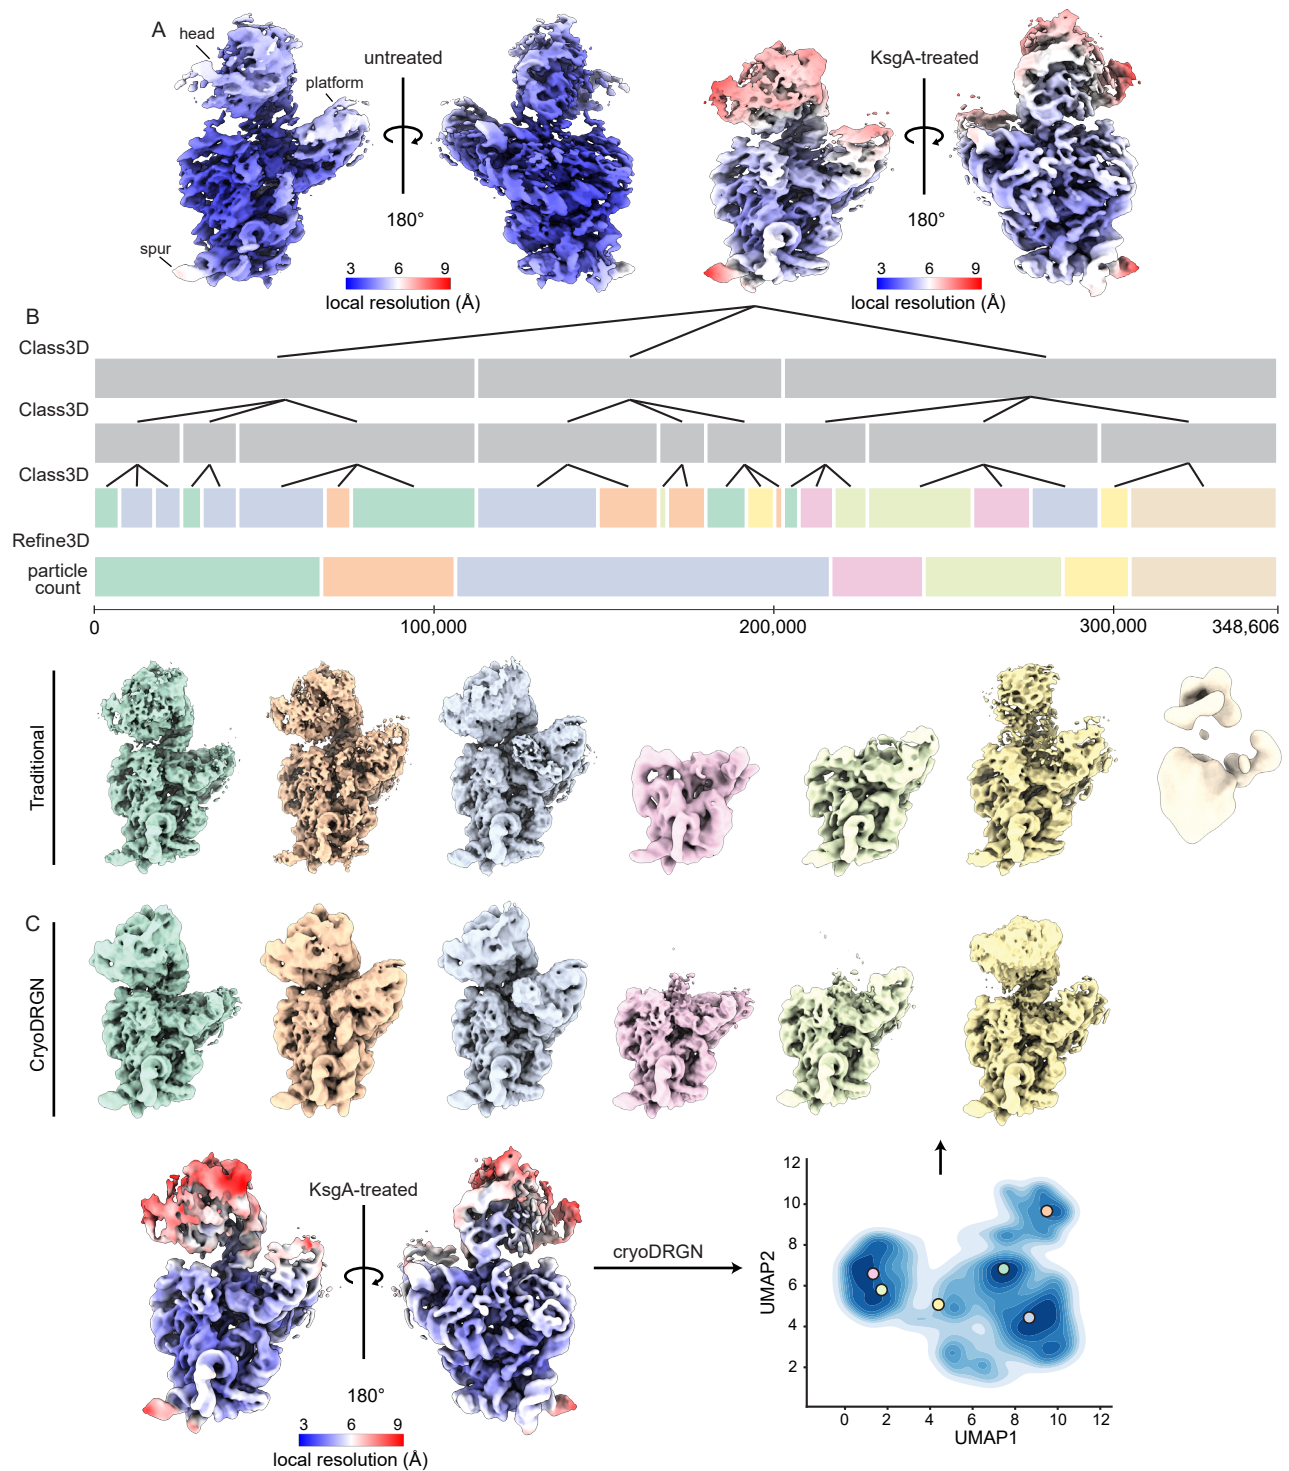 A
head
untreated
platform
180°
spur
3 6 9
local resolution (Å)
KsgA-treated
180°
3 6 9
local resolution (Å)
B
Class3D
Class3D
Class3D
Refine3D
particle
count
0 100,000 200,000 300,000 348,606
Traditional
C
CryoDRGN
KsgA-treated
180°
3 6 9
local resolution (Å)
cryoDRGN
UMAP2
12
10
8
6
4
2
0 2 4 6 8 10 12
UMAP1